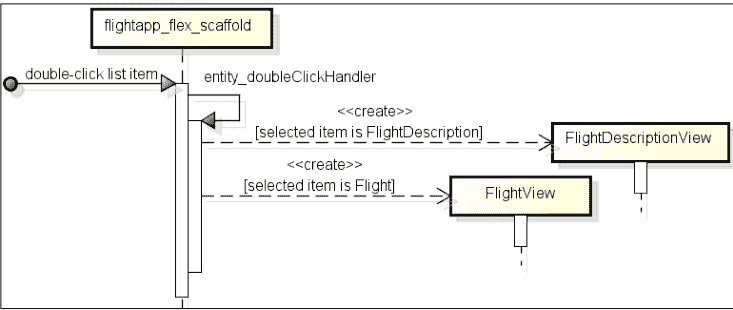 flightapp_flex_scaffold
double-click list item
entity_doubleClickHandler
<<create>>
[selected item is FlightDescription]
FlightDescriptionView
<<create>>
[selected item is Flight]
FlightView